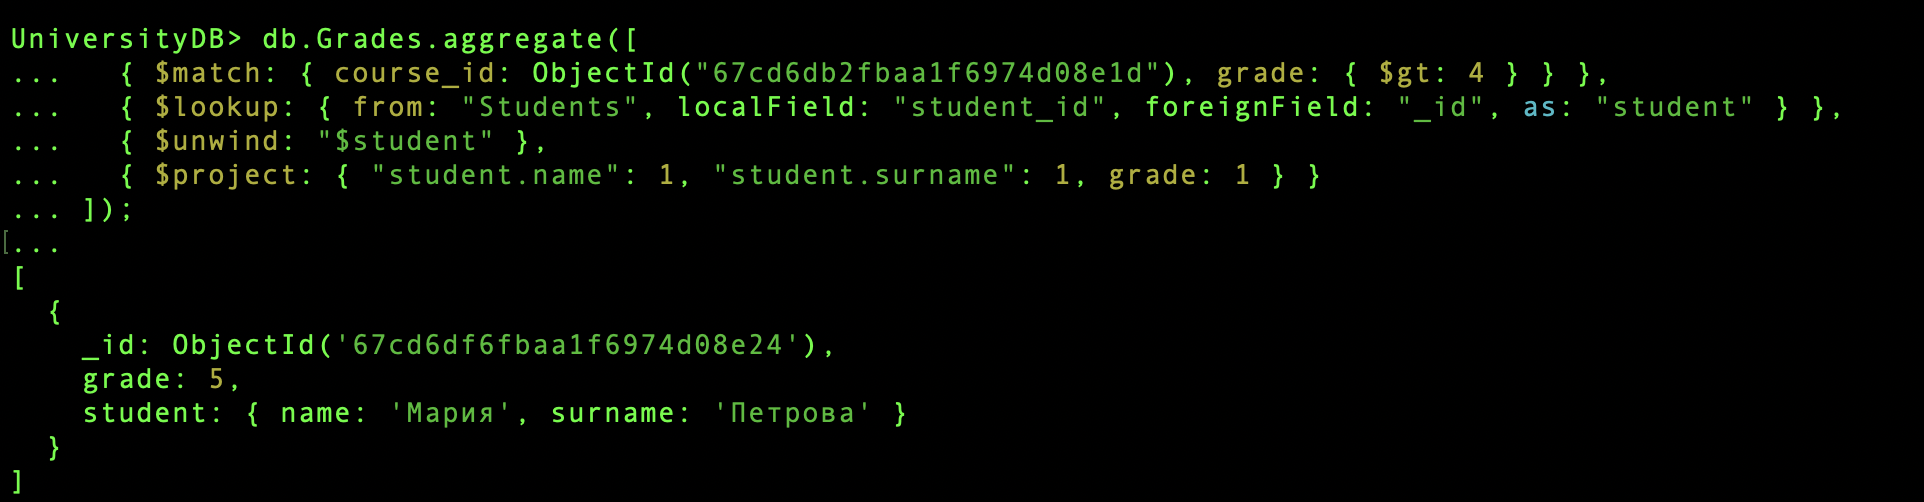 UniversityDB> db.Grades.aggregate([
...   { $match: { course_id: ObjectId("67cd6db2fbaa1f6974d08e1d"), grade: { $gt: 4 } } },
...   { $lookup: { from: "Students", localField: "student_id", foreignField: "_id", as: "student" } },
...   { $unwind: "$student" },
...   { $project: { "student.name": 1, "student.surname": 1, grade: 1 } }
... ]);
[...
[
  {
    _id: ObjectId('67cd6df6fbaa1f6974d08e24'),
    grade: 5,
    student: { name: 'Мария', surname: 'Петрова' }
  }
]